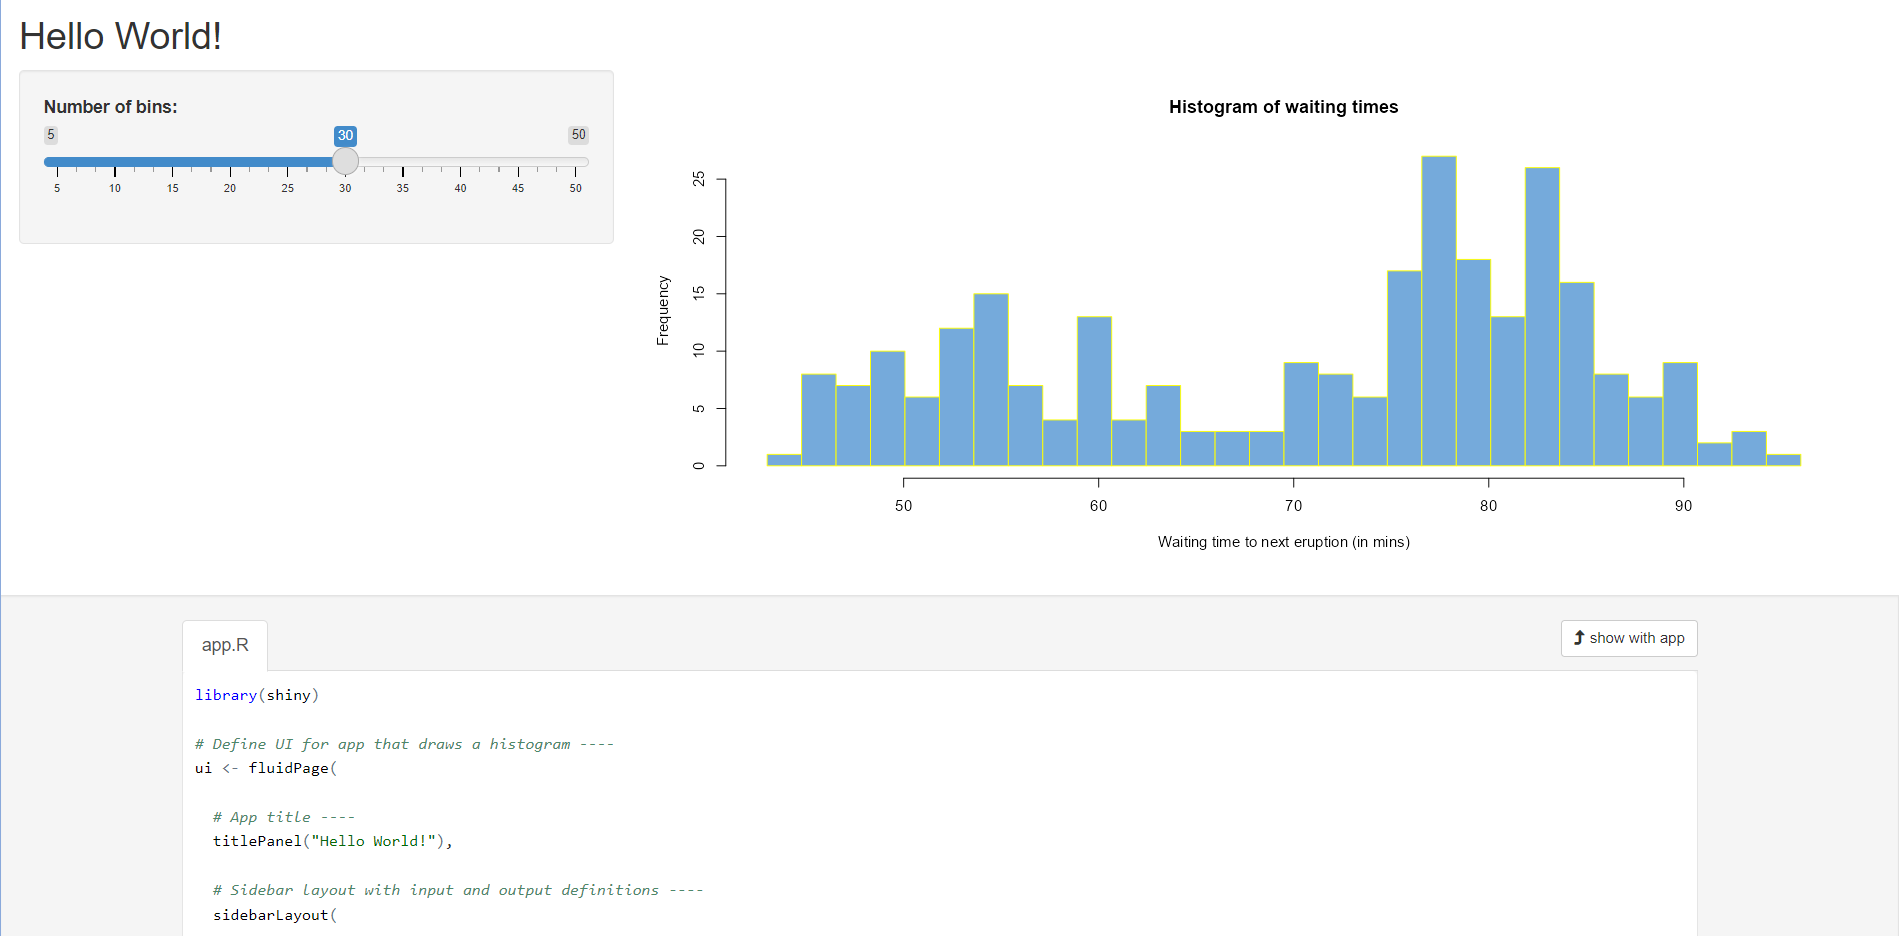 Hello World!
Number of bins:
5 30 50
5 10 15 20 25 30 35 40 45 50
Histogram of waiting times
Frequency
25
20
15
10
5
0
50 60 70 80 90
Waiting time to next eruption (in mins)
app.R
show with app
library(shiny)
# Define UI for app that draws a histogram ----
ui <- fluidPage(
# App title ----
titlePanel("Hello World!"),
# Sidebar layout with input and output definitions ----
sidebarLayout(